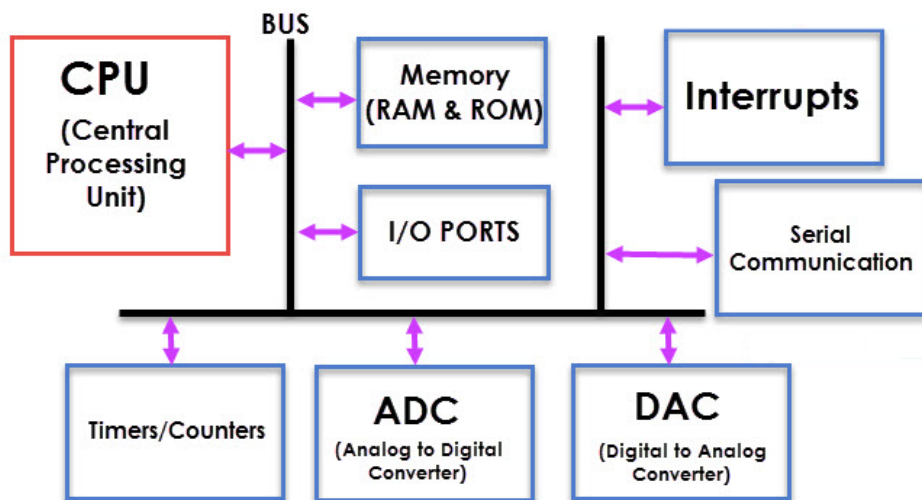 BUS
CPU
(Central
Processing
Unit)
Memory
(RAM & ROM)
I/O PORTS
Interrupts
Serial
Communication
Timers/Counters
ADC
(Analog to Digital
Converter)
DAC
(Digital to Analog
Converter)